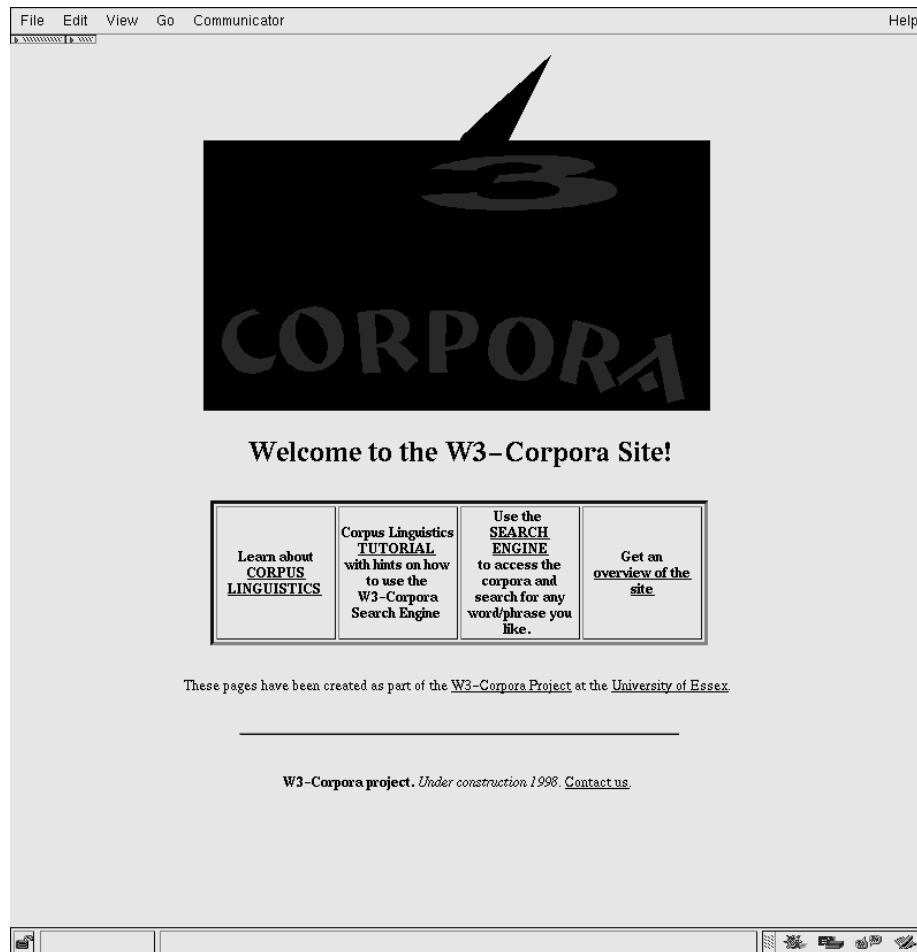 File Edit View Go Communicator Help
3
CORPORA
Welcome to the W3-Corpora Site!
Learn about
CORPUS
LINGUISTICS
Corpus Linguistics
TUTORIAL
with hints on how
to use the
W3-Corpora
Search Engine
Use the
SEARCH
ENGINE
to access the
corpora and
search for any
word/phrase you
like.
Get an
overview of the
site
These pages have been created as part of the W3-Corpora Project at the University of Essex.
W3-Corpora project. Under construction 1998. Contact us.